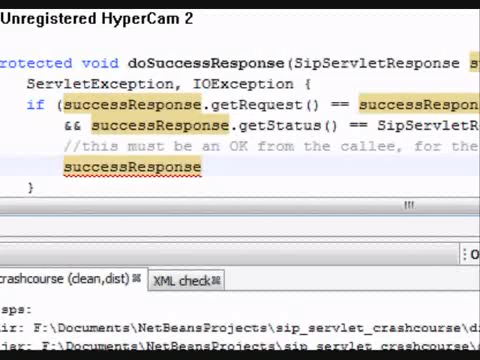 Unregistered HyperCam 2
rotected void doSuccessResponse(SipServletResponse s
ServletException, IOException {
if (successResponse.getRequest() == successRespon
&& successResponse.getStatus() == SipServletR
//this must be an OK from the callee, for the
successResponse
}
crashcourse (clean,dist)
XML check
sps:
ir: F:\Documents\NetBeansProjects\sip_servlet_crashcourse\di
jar: F:\Documents\NetBeansProjects\sip_servlet_crashcourse\d